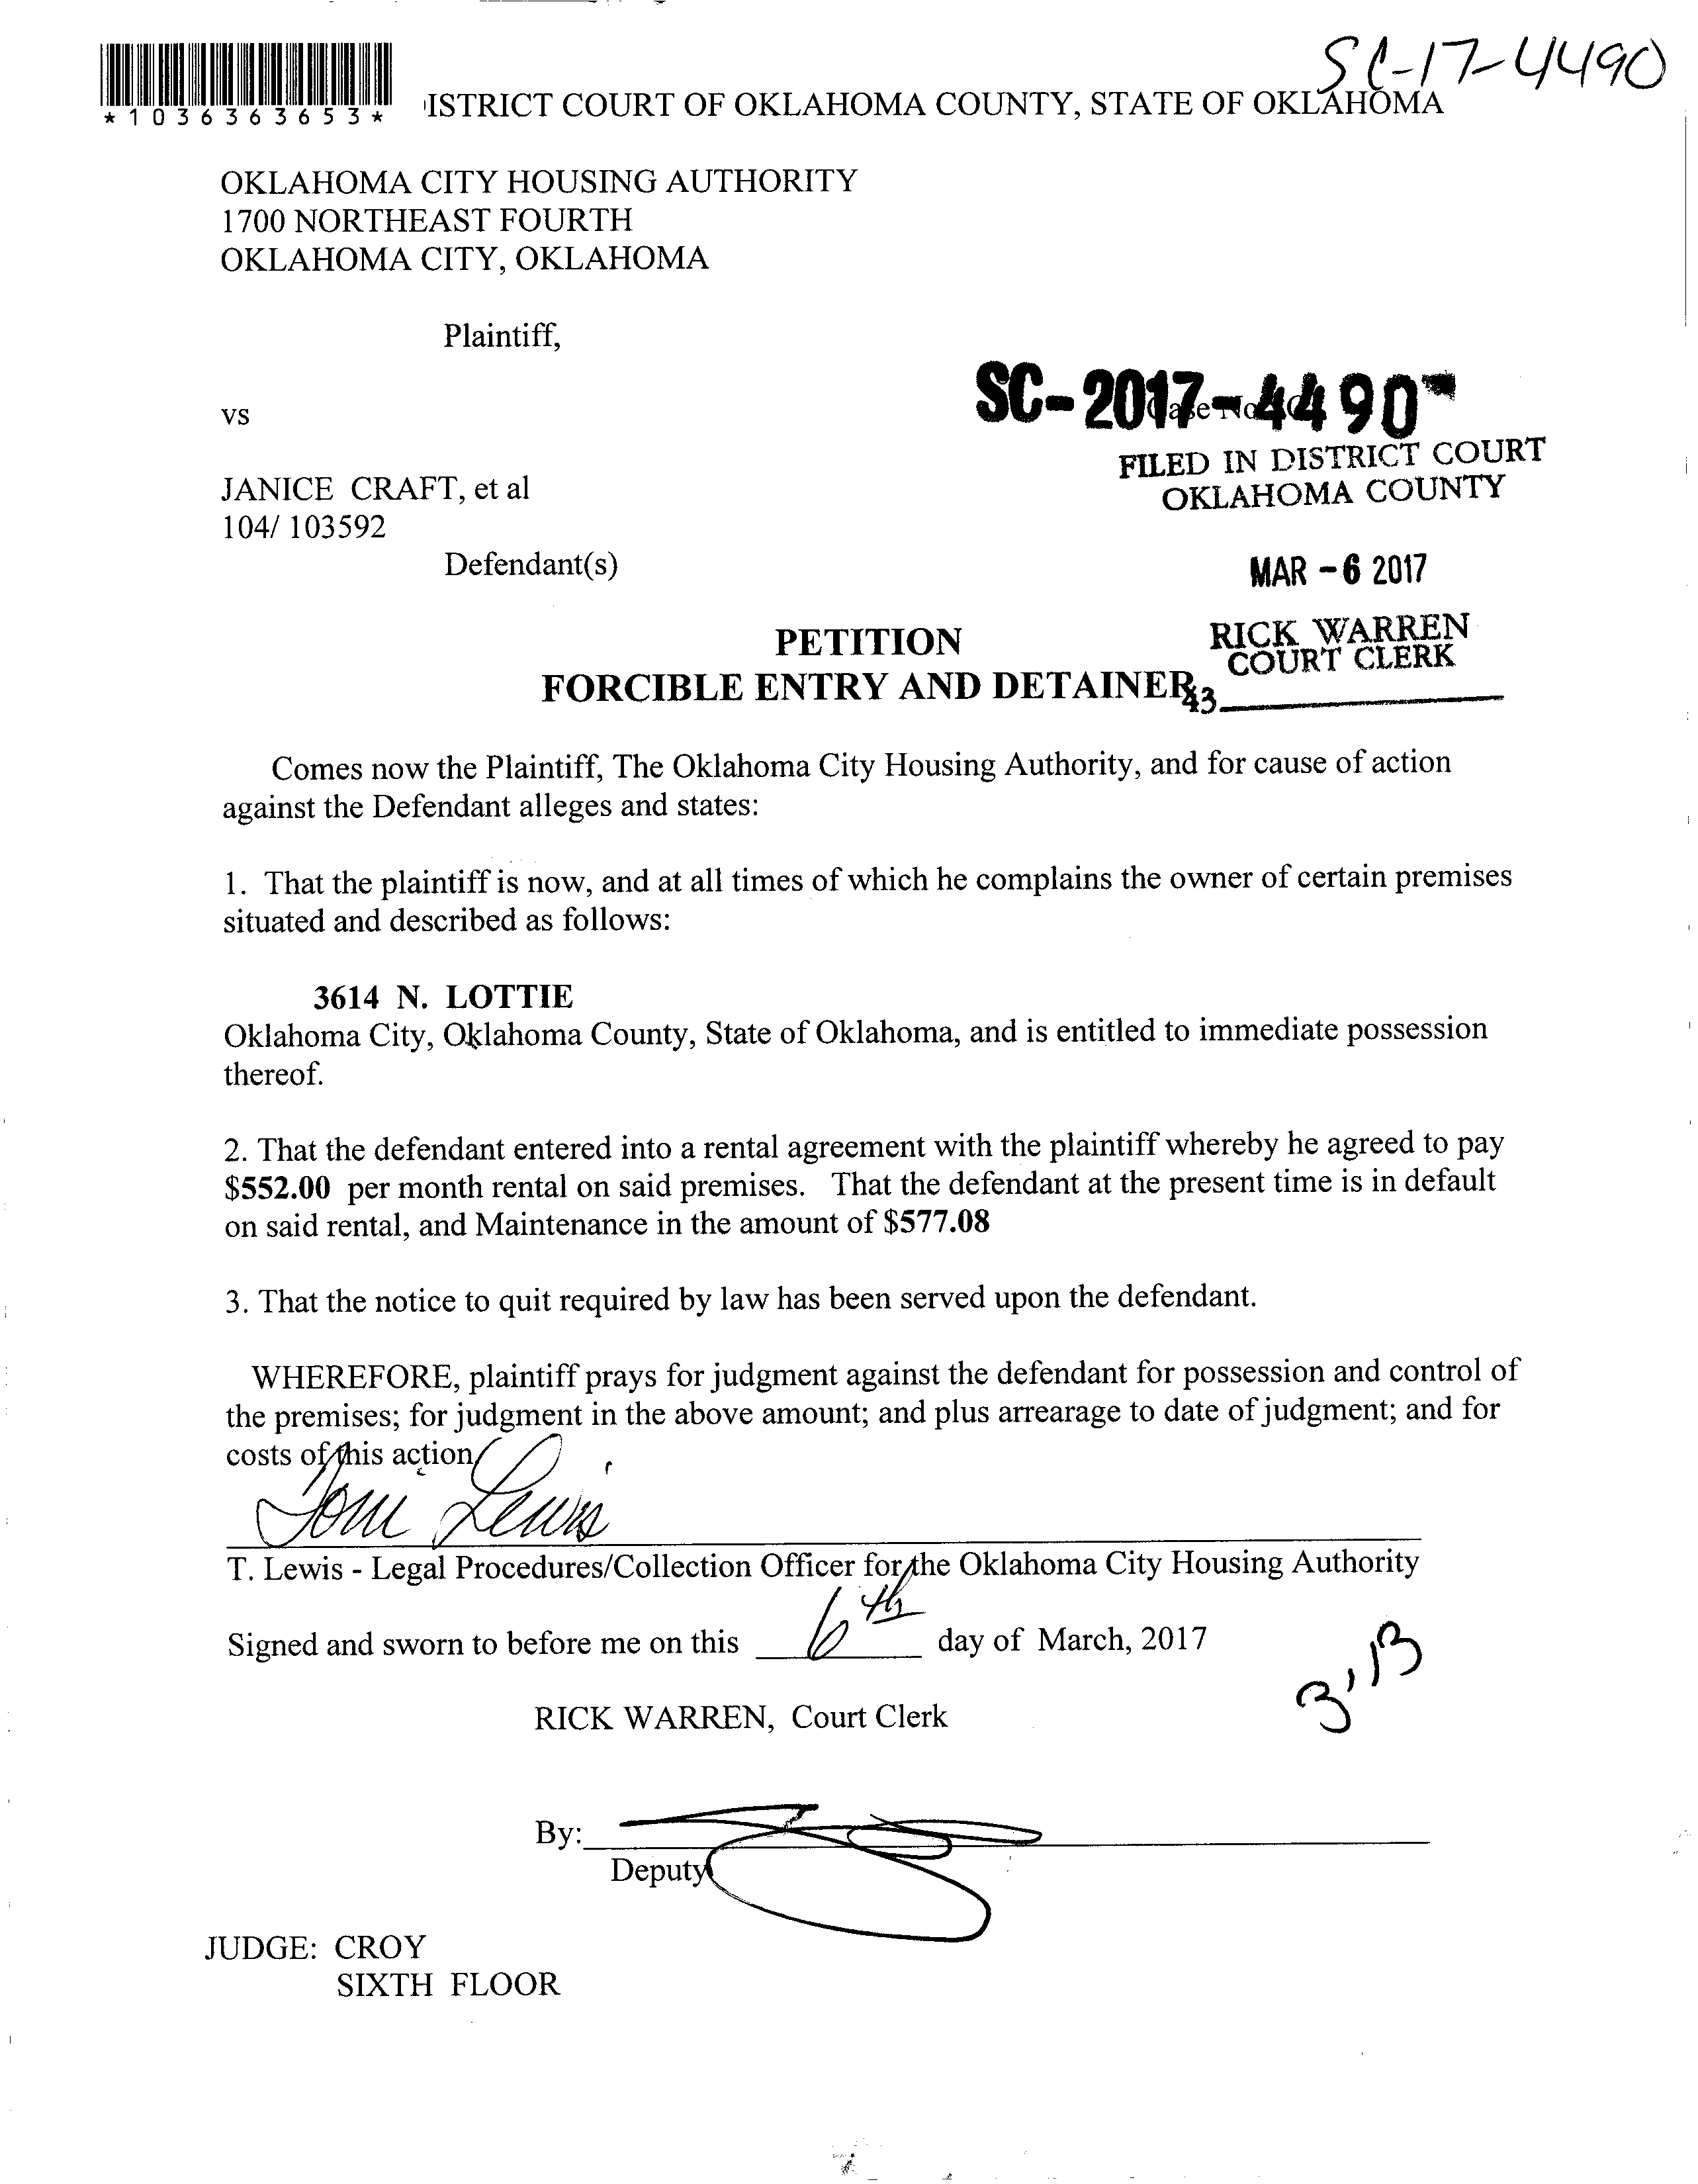 SC-17-4490
*1036363653*
ISTRICT COURT OF OKLAHOMA COUNTY, STATE OF OKLAHOMA
OKLAHOMA CITY HOUSING AUTHORITY
1700 NORTHEAST FOURTH
OKLAHOMA CITY, OKLAHOMA
Plaintiff,
vs
SC-2017-4490
FILED IN DISTRICT COURT
OKLAHOMA COUNTY
JANICE CRAFT, et al
104/ 103592
Defendant(s)
MAR - 6 2017
RICK WARREN
COURT CLERK
43
PETITION
FORCIBLE ENTRY AND DETAINER
Comes now the Plaintiff, The Oklahoma City Housing Authority, and for cause of action
against the Defendant alleges and states:
1. That the plaintiff is now, and at all times of which he complains the owner of certain premises
situated and described as follows:
3614 N. LOTTIE
Oklahoma City, Oklahoma County, State of Oklahoma, and is entitled to immediate possession
thereof.
2. That the defendant entered into a rental agreement with the plaintiff whereby he agreed to pay
$552.00 per month rental on said premises. That the defendant at the present time is in default
on said rental, and Maintenance in the amount of $577.08
3. That the notice to quit required by law has been served upon the defendant.
WHEREFORE, plaintiff prays for judgment against the defendant for possession and control of
the premises; for judgment in the above amount; and plus arrearage to date of judgment; and for
costs of this action
Toni Lewis
T. Lewis - Legal Procedures/Collection Officer for the Oklahoma City Housing Authority
Signed and sworn to before me on this 6th day of March, 2017
RICK WARREN, Court Clerk
By:
Deputy
JUDGE: CROY
SIXTH FLOOR